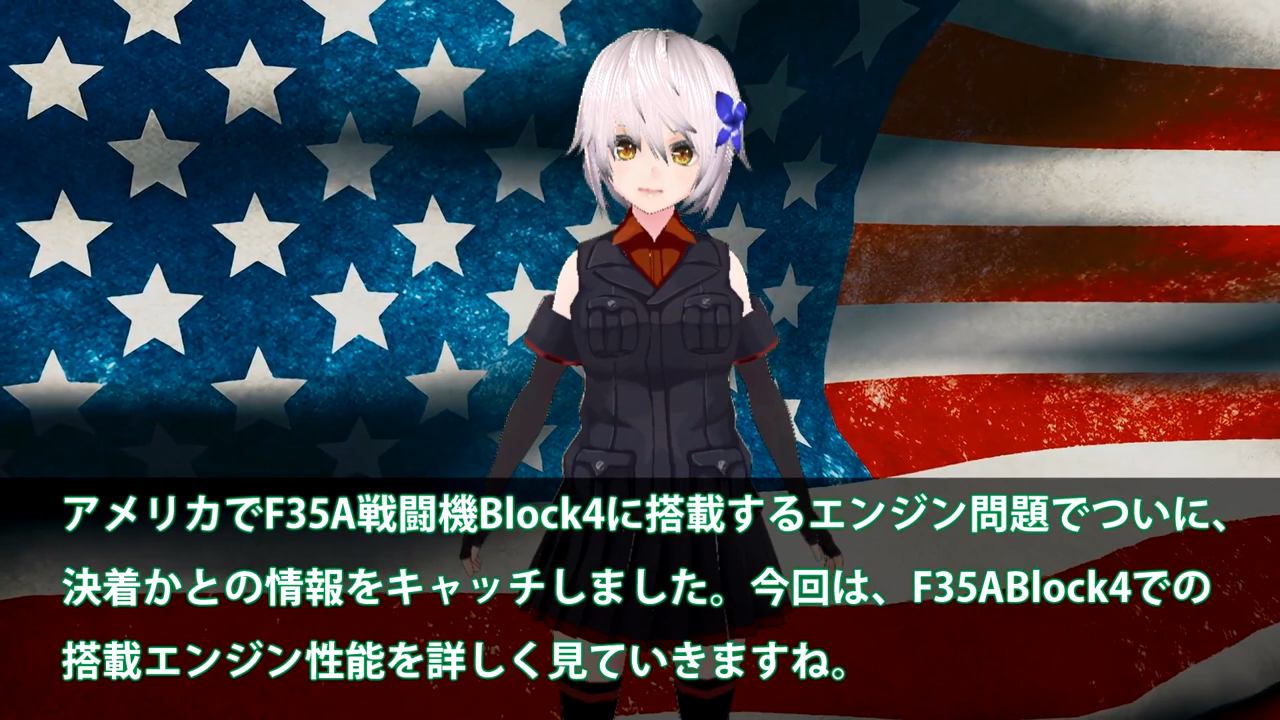 アメリカでF35A戦闘機Block4に搭載するエンジン問題でついに、
決着かとの情報をキャッチしました。今回は、F35ABlock4での
搭載エンジン性能を詳しく見ていきますね。